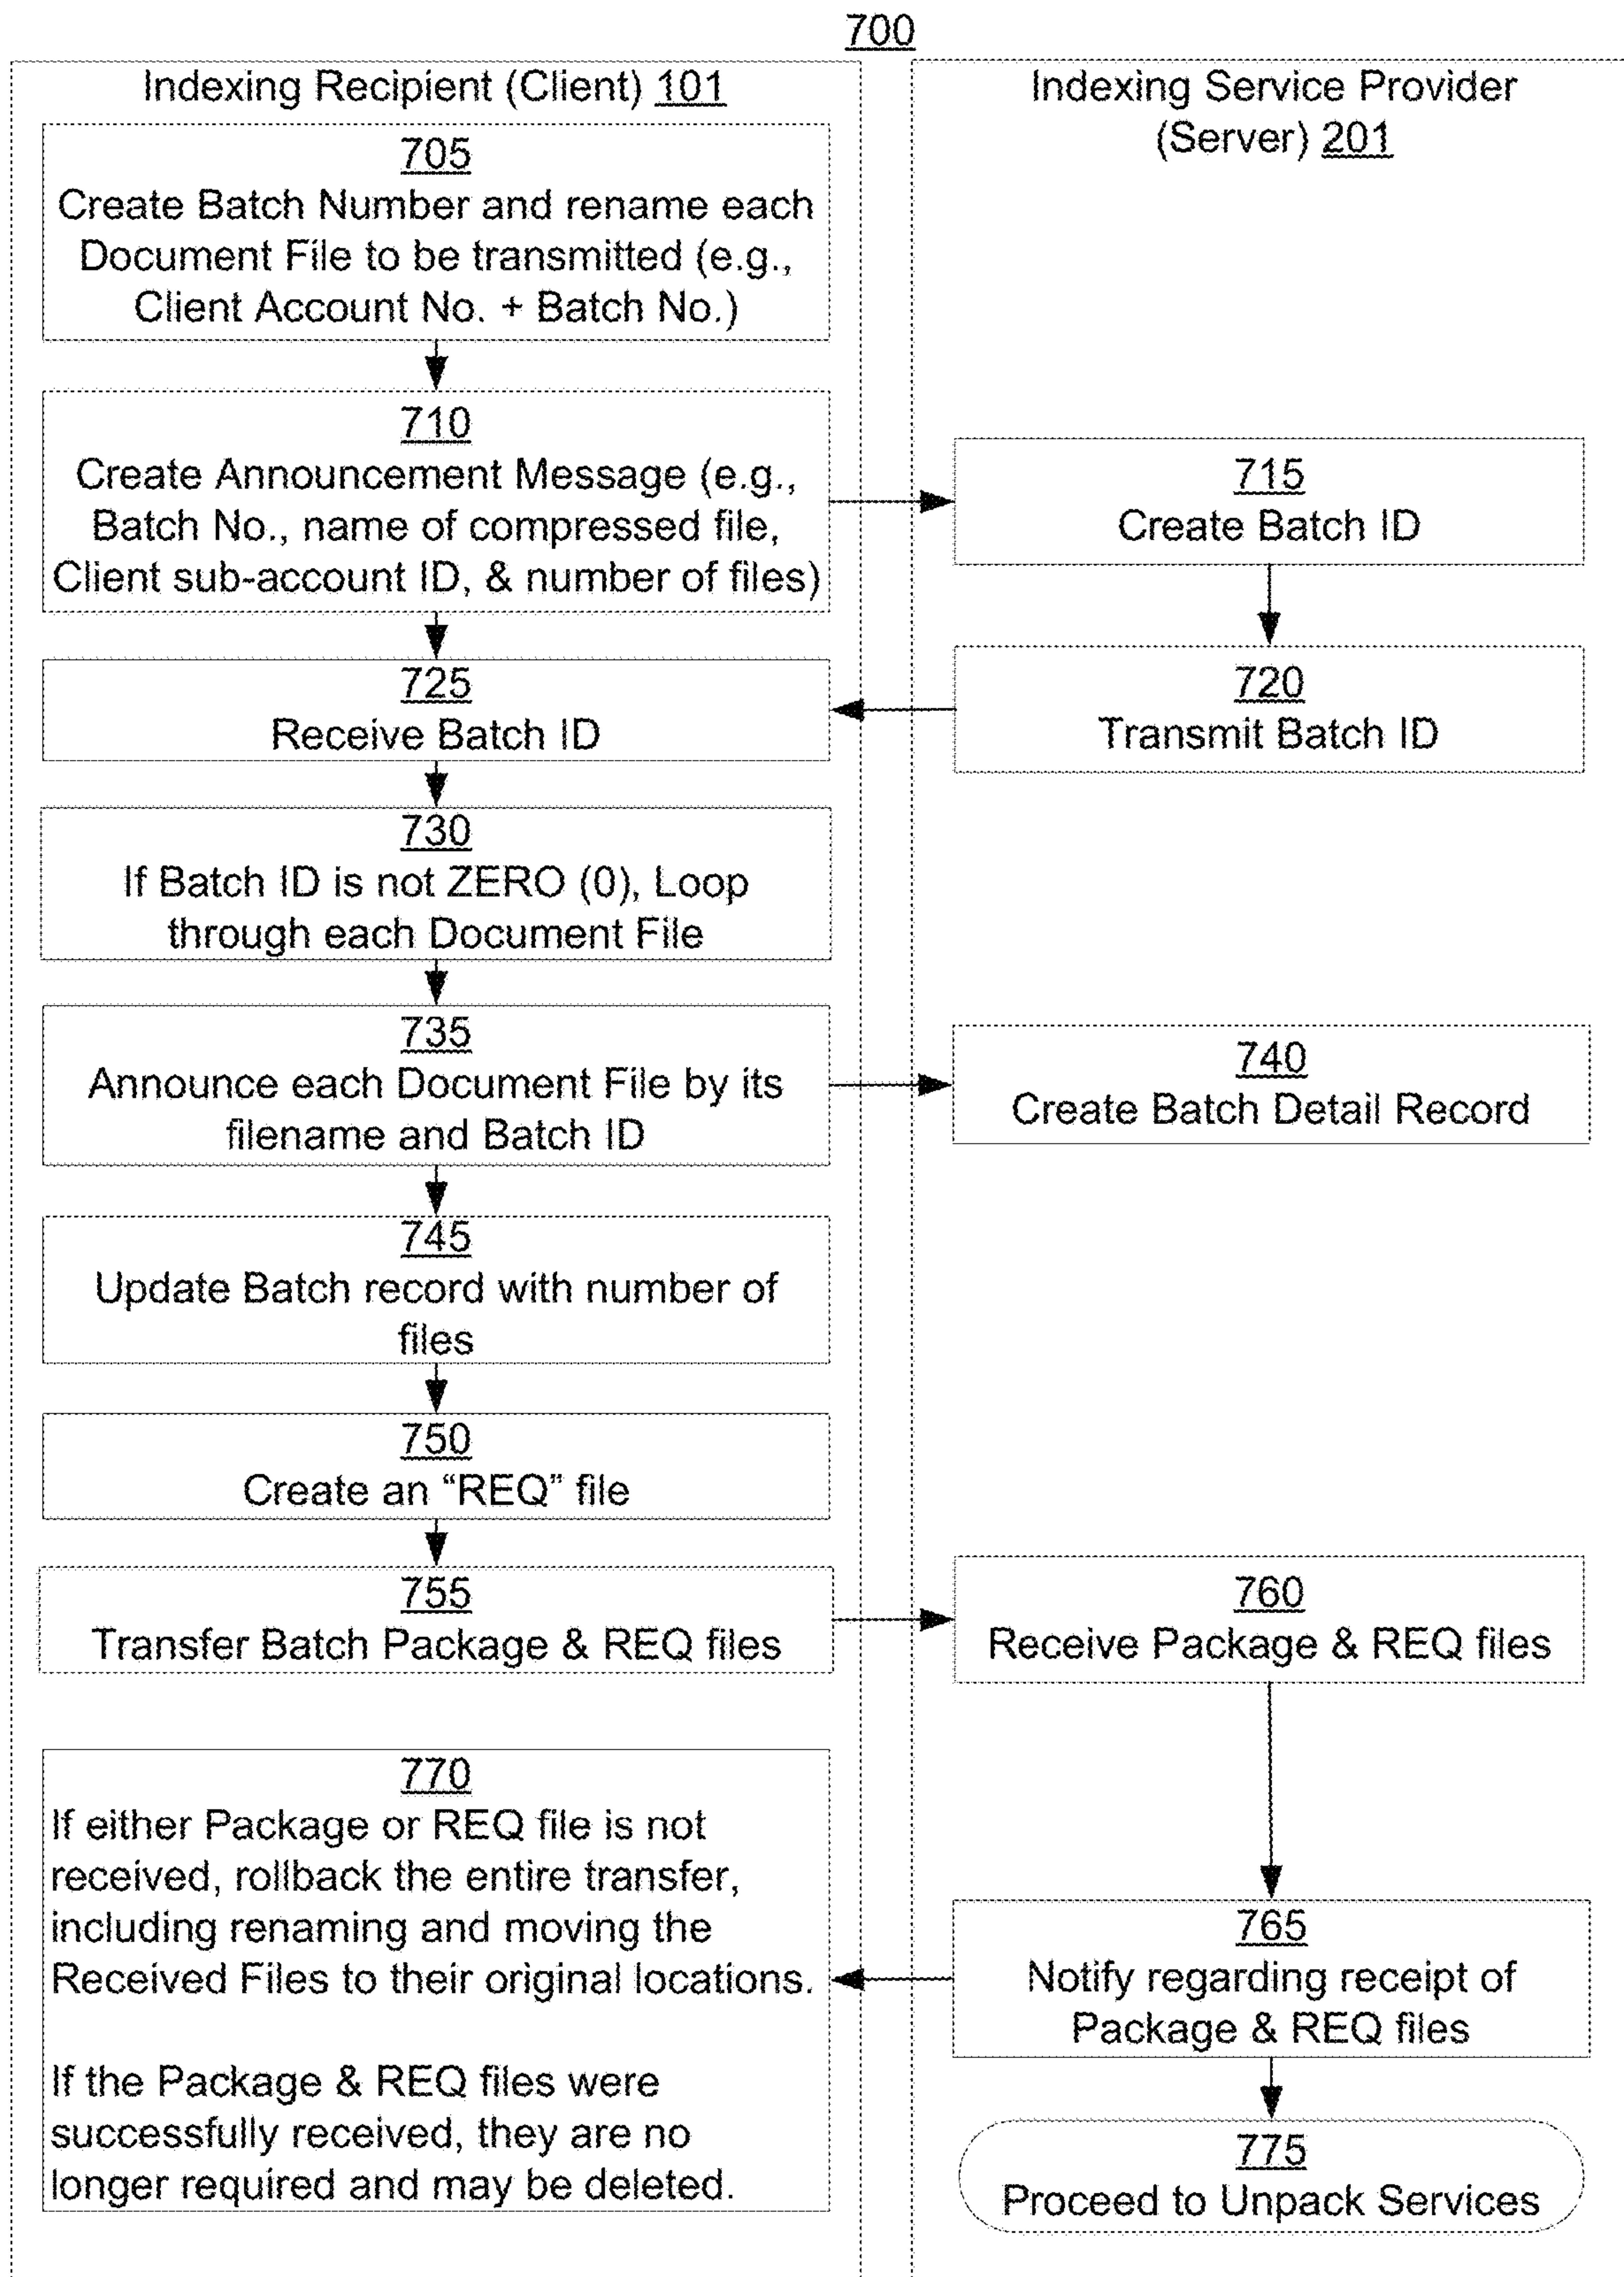 700
Indexing Recipient (Client) 101
Indexing Service Provider
(Server) 201
705
Create Batch Number and rename each
Document File to be transmitted (e.g.,
Client Account No. + Batch No.)
710
Create Announcement Message (e.g.,
Batch No., name of compressed file,
Client sub-account ID, & number of files)
715
Create Batch ID
720
Transmit Batch ID
725
Receive Batch ID
730
If Batch ID is not ZERO (0), Loop
through each Document File
735
Announce each Document File by its
filename and Batch ID
740
Create Batch Detail Record
745
Update Batch record with number of
files
750
Create an “REQ” file
755
Transfer Batch Package & REQ files
760
Receive Package & REQ files
765
Notify regarding receipt of
Package & REQ files
770
If either Package or REQ file is not
received, rollback the entire transfer,
including renaming and moving the
Received Files to their original locations.
If the Package & REQ files were
successfully received, they are no
longer required and may be deleted.
775
Proceed to Unpack Services